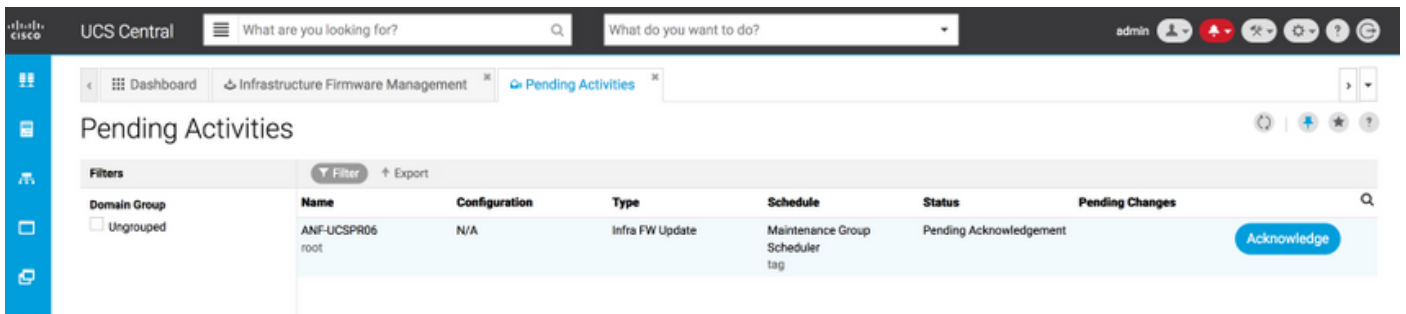 cisco UCS Central What are you looking for? What do you want to do? admin
Dashboard Infrastructure Firmware Management Pending Activities
Pending Activities
Filters Filter Export
Domain Group Name Configuration Type Schedule Status Pending Changes
Ungrouped ANF-UCSPR06 N/A Infra FW Update Maintenance Group Pending Acknowledgement Acknowledge
root Scheduler
tag